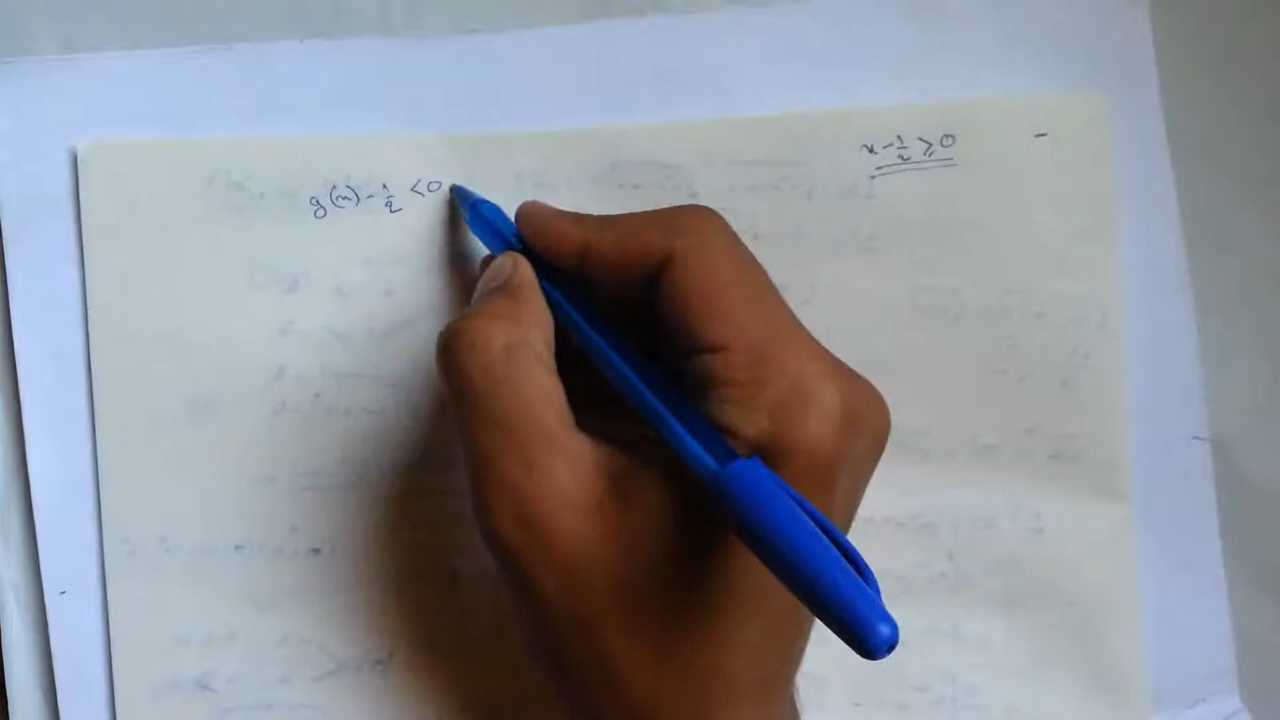 x - 1/2 ≥ 0 -
g(x) - 1/2 < 0